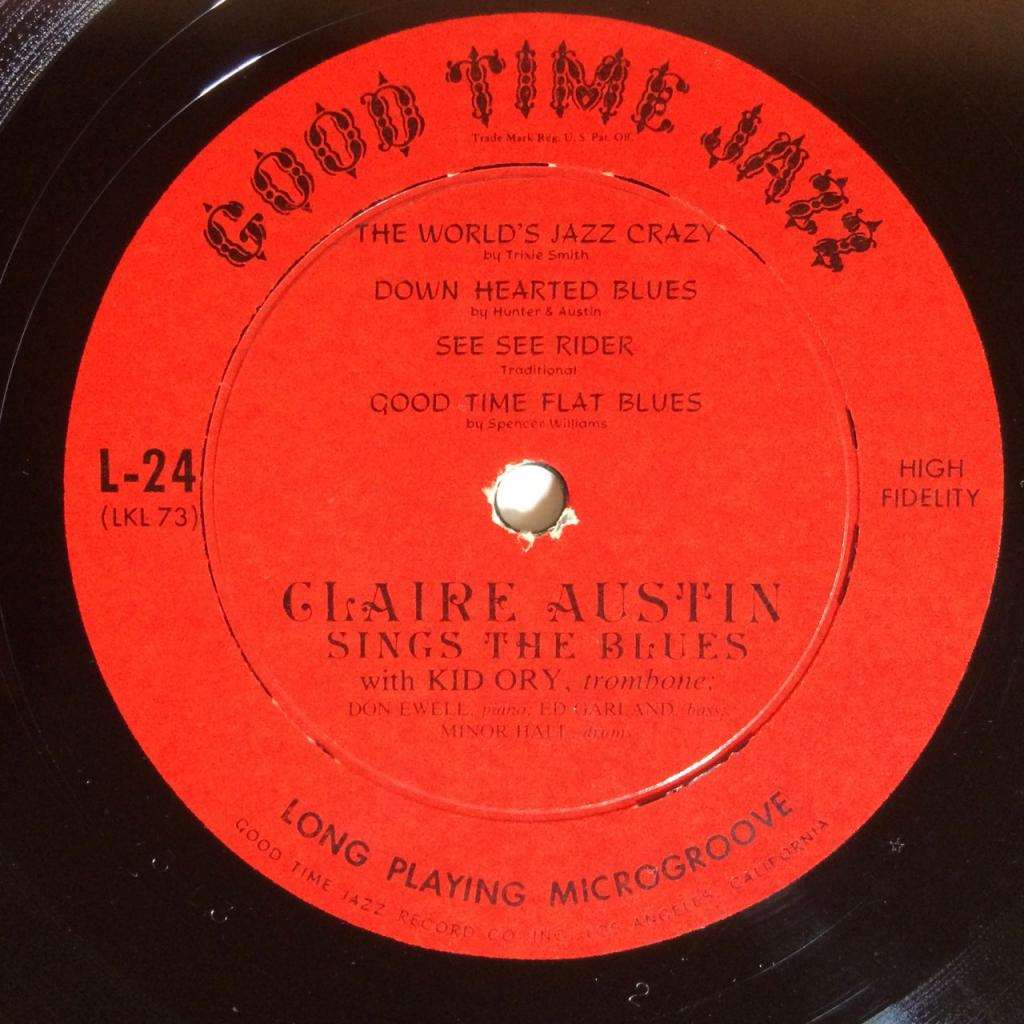 GOOD TIME JAZZ
Trade Mark Reg. U. S. Pat. Off.
THE WORLD'S JAZZ CRAZY
by Trixie Smith
DOWN HEARTED BLUES
by Hunter & Austin
SEE SEE RIDER
Traditional
GOOD TIME FLAT BLUES
by Spencer Williams
L-24
(LKL 73)
HIGH
FIDELITY
CLAIRE AUSTIN
SINGS THE BLUES
with KID ORY, trombone;
DON EWELL, piano, ED GARLAND, bass;
MINOR HALL, drums
LONG PLAYING MICROGROOVE
GOOD TIME JAZZ RECORD CO. INC. LOS ANGELES, CALIFORNIA